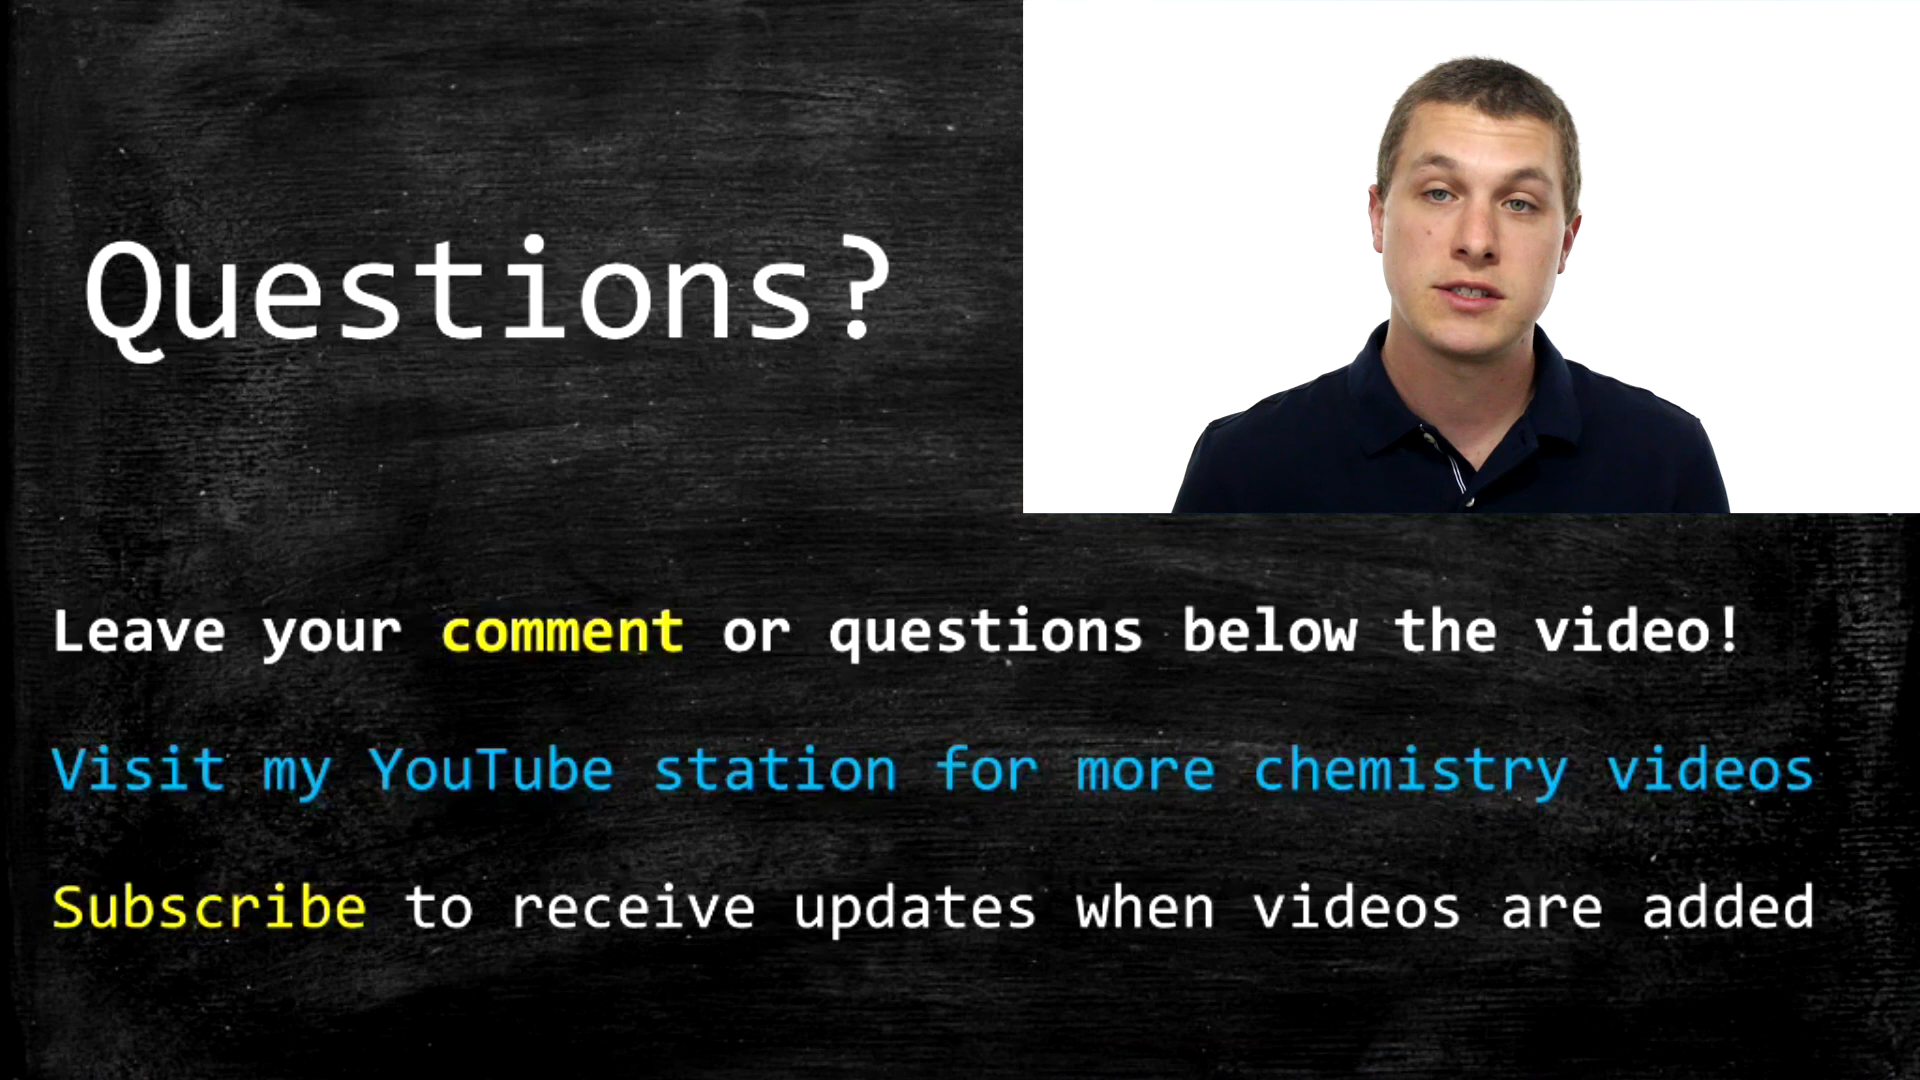 Questions?
Leave your comment or questions below the video!
Visit my YouTube station for more chemistry videos
Subscribe to receive updates when videos are added